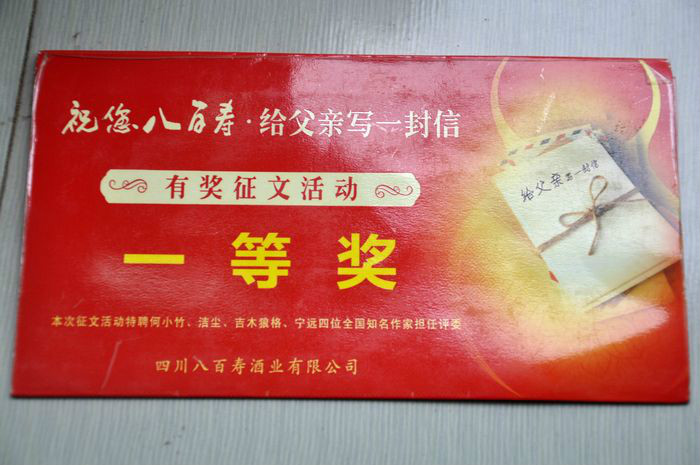 祝您八百寿·给父亲写一封信
有奖征文活动
给父亲写一封信
一等奖
本次征文活动特聘何小竹、洁尘、吉木狼格、宁远四位全国知名作家担任评委
四川八百寿酒业有限公司